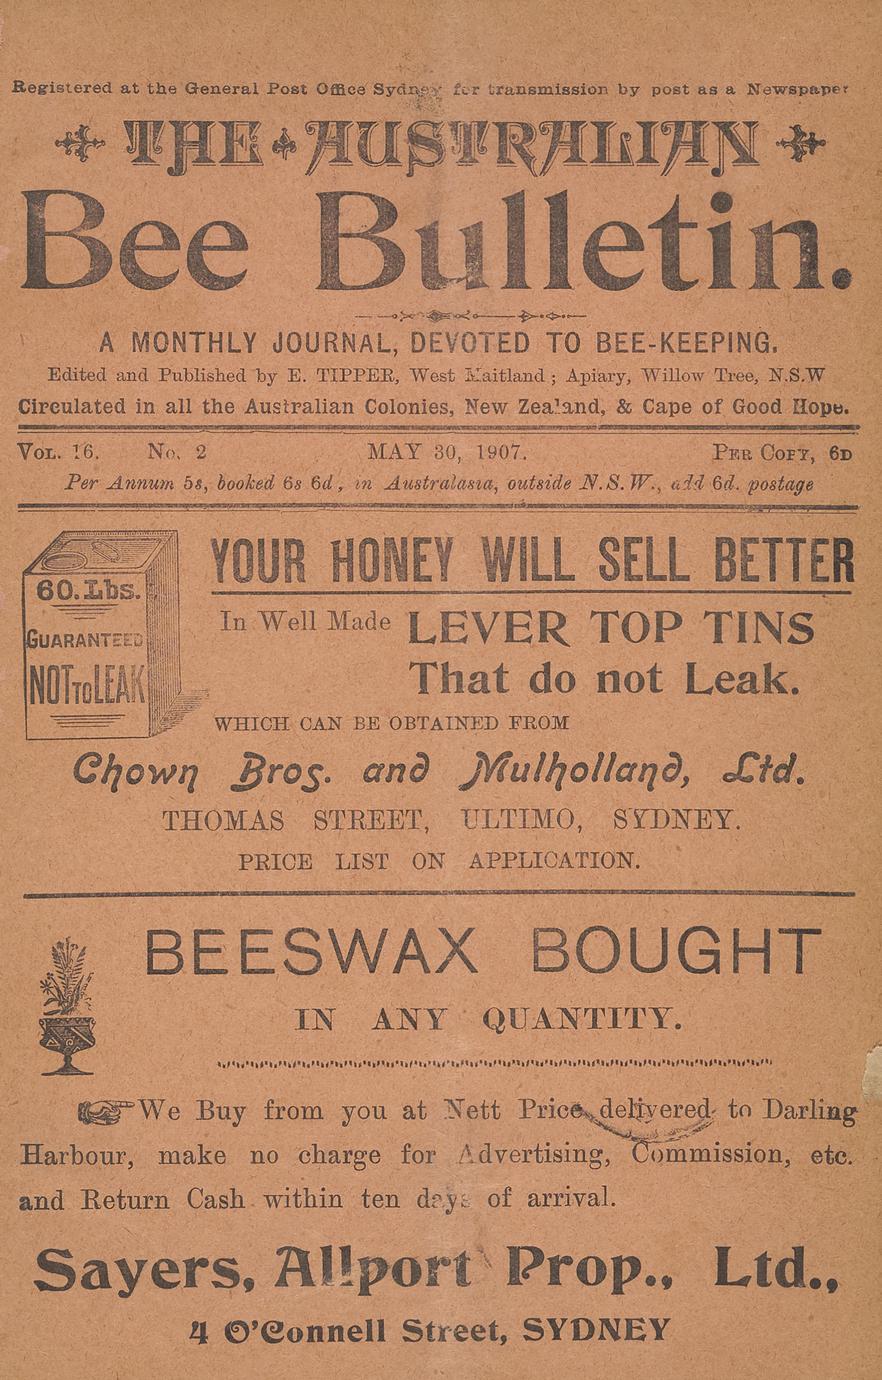 Registered at the General Post Office Sydney for transmission by post as a Newspaper
THE AUSTRALIAN
Bee Bulletin.
A MONTHLY JOURNAL, DEVOTED TO BEE-KEEPING.
Edited and Published by E. TIPPER, West Maitland; Apiary, Willow Tree, N.S.W
Circulated in all the Australian Colonies, New Zealand, & Cape of Good Hope.
VOL. 16. No. 2 MAY 30, 1907. PER COPY, 6D
Per Annum 5s, booked 6s 6d, in Australasia, outside N.S.W., add 6d. postage
60.Lbs.
GUARANTEED
NOT TO LEAK
YOUR HONEY WILL SELL BETTER
In Well Made LEVER TOP TINS
That do not Leak.
WHICH CAN BE OBTAINED FROM
Chown Bros. and Mulholland, Ltd.
THOMAS STREET, ULTIMO, SYDNEY.
PRICE LIST ON APPLICATION.
BEESWAX BOUGHT
IN ANY QUANTITY.
We Buy from you at Nett Price delivered to Darling
Harbour, make no charge for Advertising, Commission, etc.
and Return Cash within ten days of arrival.
Sayers, Allport Prop., Ltd.,
4 O'Connell Street, SYDNEY